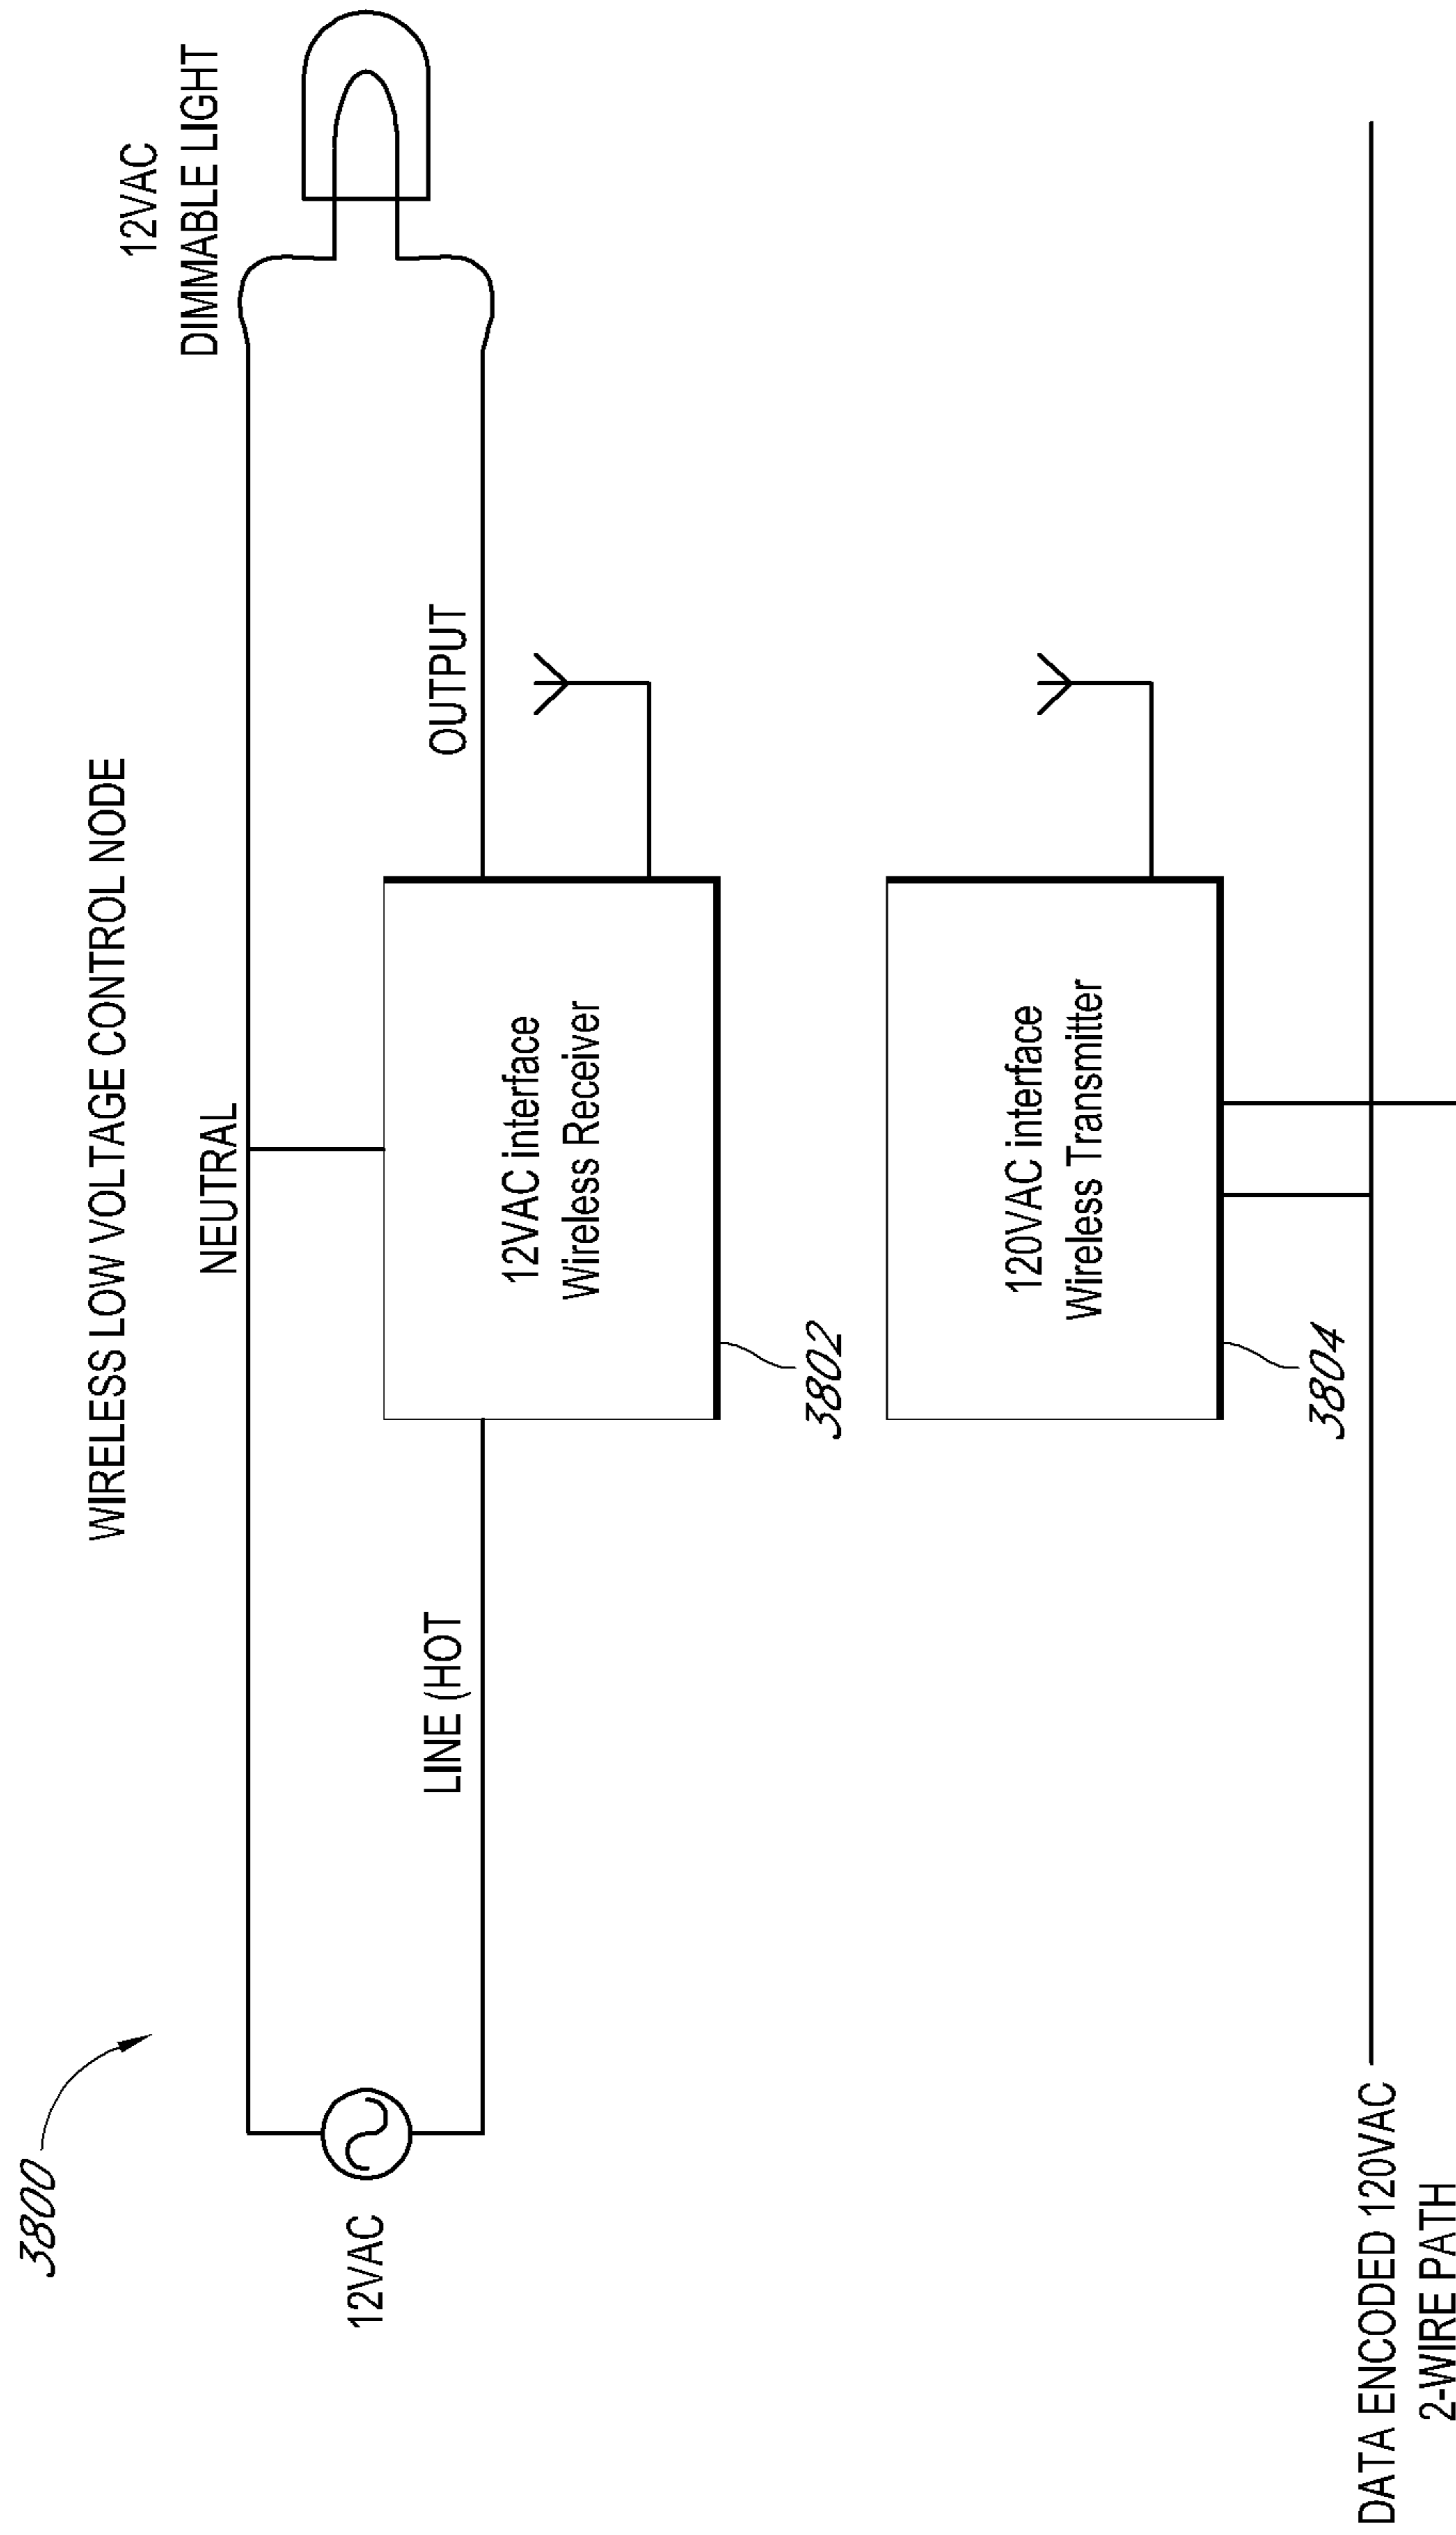 3800
WIRELESS LOW VOLTAGE CONTROL NODE
12VAC
DIMMABLE LIGHT
NEUTRAL
12VAC
LINE (HOT
OUTPUT
12VAC interface
Wireless Receiver
3802
120VAC interface
Wireless Transmitter
3804
DATA ENCODED 120VAC
2-WIRE PATH